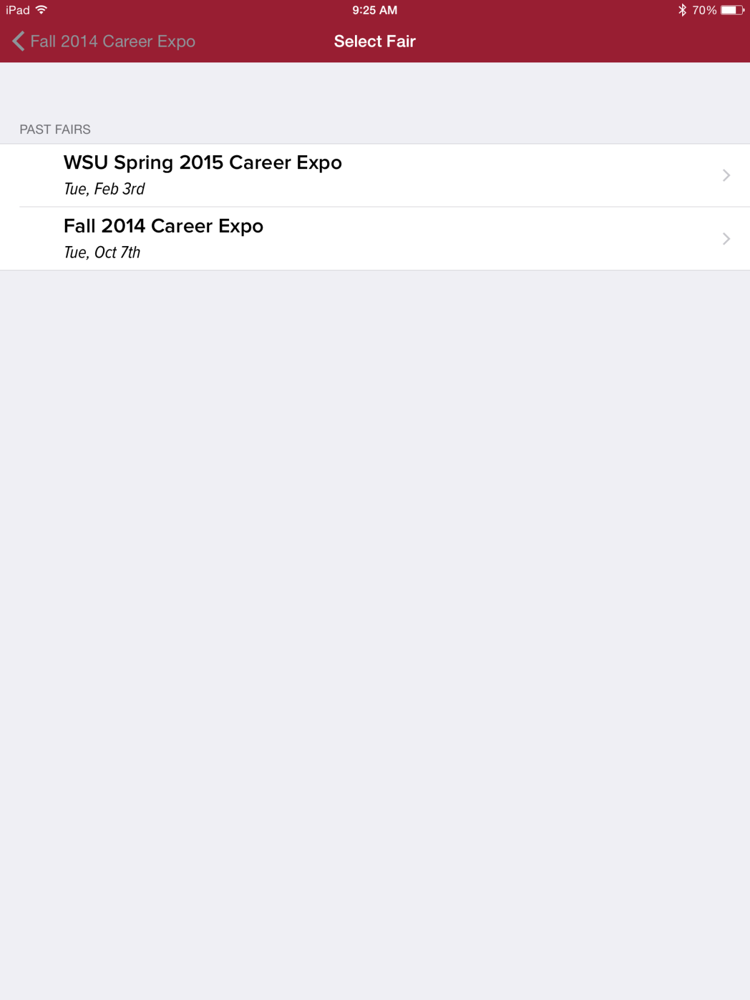 iPad 9:25 AM 70%
Fall 2014 Career Expo Select Fair
PAST FAIRS
WSU Spring 2015 Career Expo
Tue, Feb 3rd
Fall 2014 Career Expo
Tue, Oct 7th